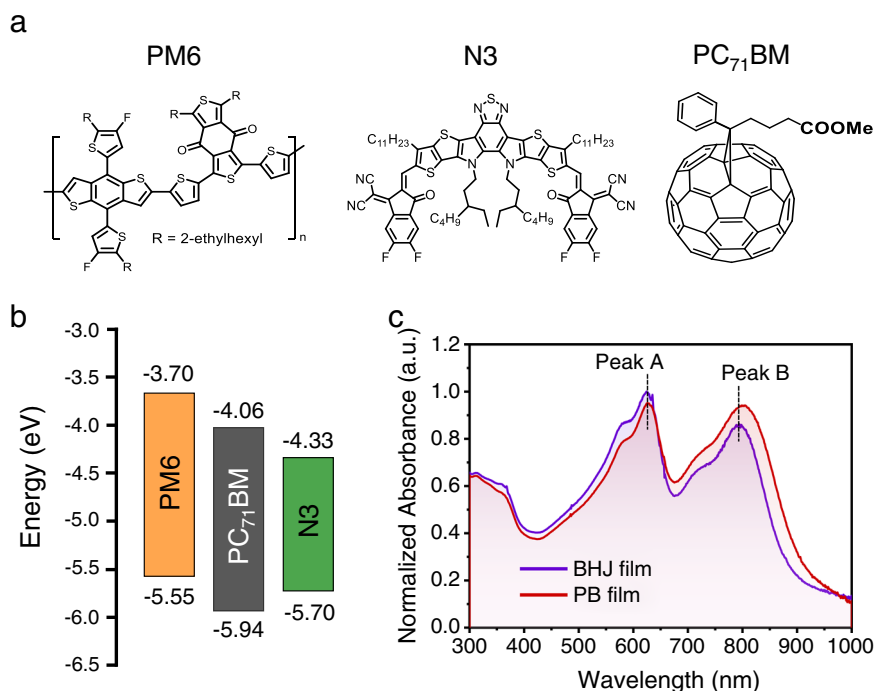 a
PM6
N3
PC₇₁BM
R
F
S
R
S
R
O
O
S
S
S
S
S
S
F
R
R = 2-ethylhexyl
n
S
N
N
S
S
C₁₁H₂₃
C₁₁H₂₃
S
S
N
N
NC
CN
O
O
CN
CN
C₄H₉
C₄H₉
F
F
F
F
COOMe
b
Energy (eV)
-3.0
-3.5
-4.0
-4.5
-5.0
-5.5
-6.0
-6.5
-3.70
PM6
-5.55
-4.06
PC₇₁BM
-5.94
-4.33
N3
-5.70
c
Normalized Absorbance (a.u.)
1.2
1.0
0.8
0.6
0.4
0.2
0.0
Peak A
Peak B
BHJ film
PB film
300 400 500 600 700 800 900 1000
Wavelength (nm)